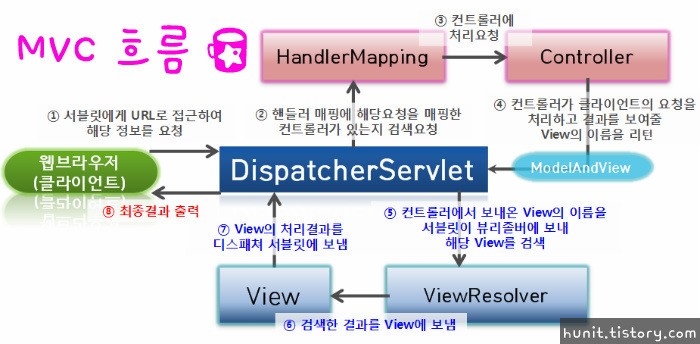 MVC 흐름
③ 컨트롤러에
처리요청
HandlerMapping
Controller
① 서블릿에게 URL로 접근하여
해당 정보를 요청
② 핸들러 매핑에 해당요청을 매핑한
컨트롤러가 있는지 검색요청
④ 컨트롤러가 클라이언트의 요청을
처리하고 결과를 보여줄
View의 이름을 리턴
웹브라우저
(클라이언트)
DispatcherServlet
ModelAndView
⑧ 최종결과 출력
⑦ View의 처리결과를
디스패쳐 서블릿에 보냄
⑤ 컨트롤러에서 보내온 View의 이름을
서블릿이 뷰리졸버에 보내
해당 View를 검색
View
ViewResolver
⑥ 검색한 결과를 View에 보냄
hunit.tistory.com